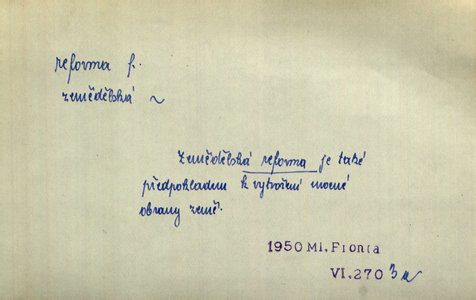 reforma f.
zemědělská ~
zemědělská reforma je také
předpokladem k vytvoření mocné
obrany země.
1950 Ml. Fronta
VI. 270